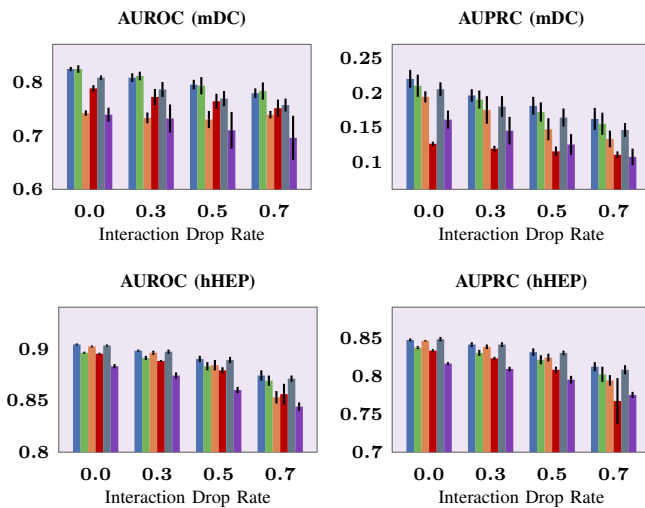 AUROC (mDC)
0.8
0.7
0.6
0.0 0.3 0.5 0.7
Interaction Drop Rate
AUPRC (mDC)
0.25
0.2
0.15
0.1
0.0 0.3 0.5 0.7
Interaction Drop Rate
AUROC (hHEP)
0.9
0.85
0.8
0.0 0.3 0.5 0.7
Interaction Drop Rate
AUPRC (hHEP)
0.85
0.8
0.75
0.7
0.0 0.3 0.5 0.7
Interaction Drop Rate